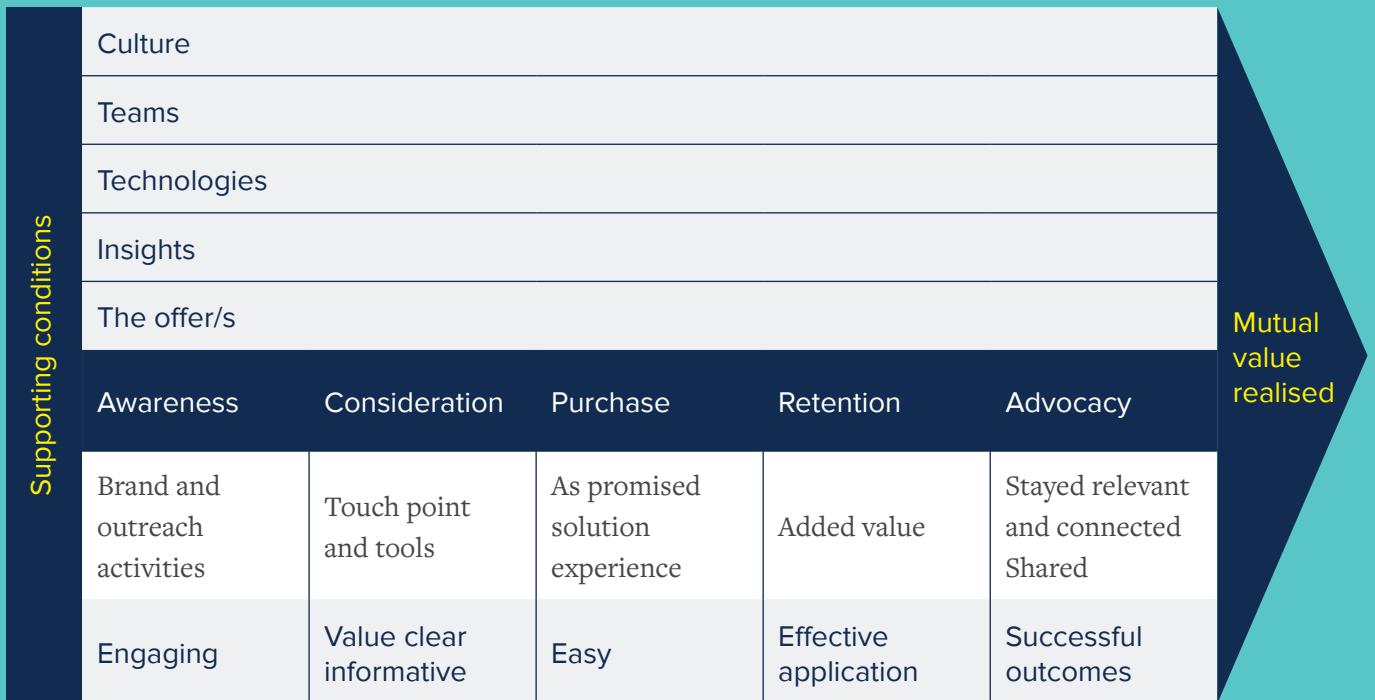 Supporting conditions
Culture
Teams
Technologies
Insights
The offer/s
Awareness
Consideration
Purchase
Retention
Advocacy
Brand and
outreach
activities
Touch point
and tools
As promised
solution
experience
Added value
Stayed relevant
and connected
Shared
Engaging
Value clear
informative
Easy
Effective
application
Successful
outcomes
Mutual
value
realised